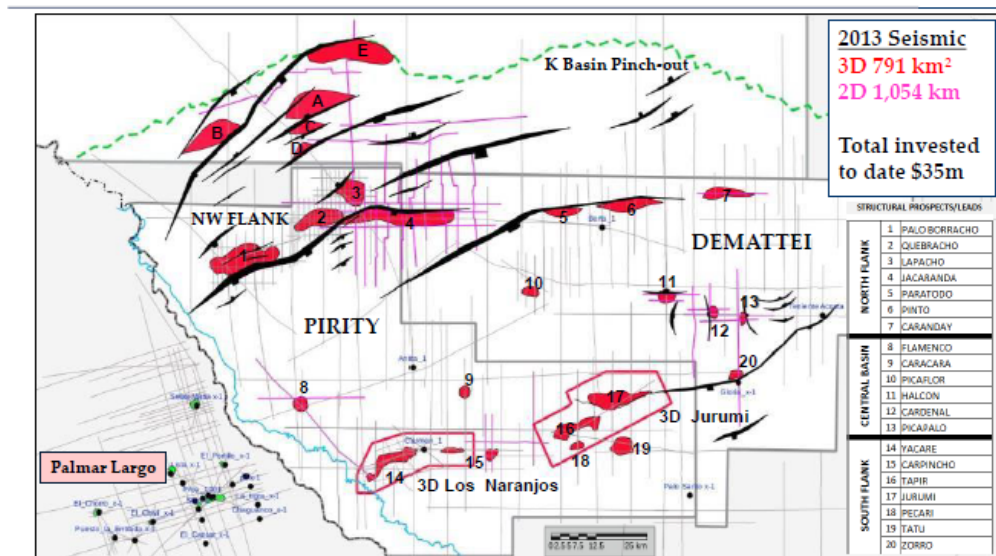 K Basin Pinch-out
2013 Seismic
3D 791 km²
2D 1,054 km
Total invested
to date $35m
E
A
B
C
D
3
NW FLANK
2
4
5
6
7
1
DEMATTEI
10
11
12
13
PIRITY
8
9
20
17
3D Jurumi
16
18
19
14
15
3D Los Naranjos
Palmar Largo
Palo Santo x-1
25 km
STRUCTURAL PROSPECTS/LEADS
NORTH FLANK
1 PALO BORRACHO
2 QUEBRACHO
3 LAPACHO
4 JACARANDA
5 PARATODO
6 PINTO
7 CARANDAY
CENTRAL BASIN
8 FLAMENCO
9 CARACARA
10 PICAFLOR
11 HALCON
12 CARDENAL
13 PICAPALO
SOUTH FLANK
14 YACARE
15 CARPINCHO
16 TAPIR
17 JURUMI
18 PECARI
19 TATU
20 ZORRO